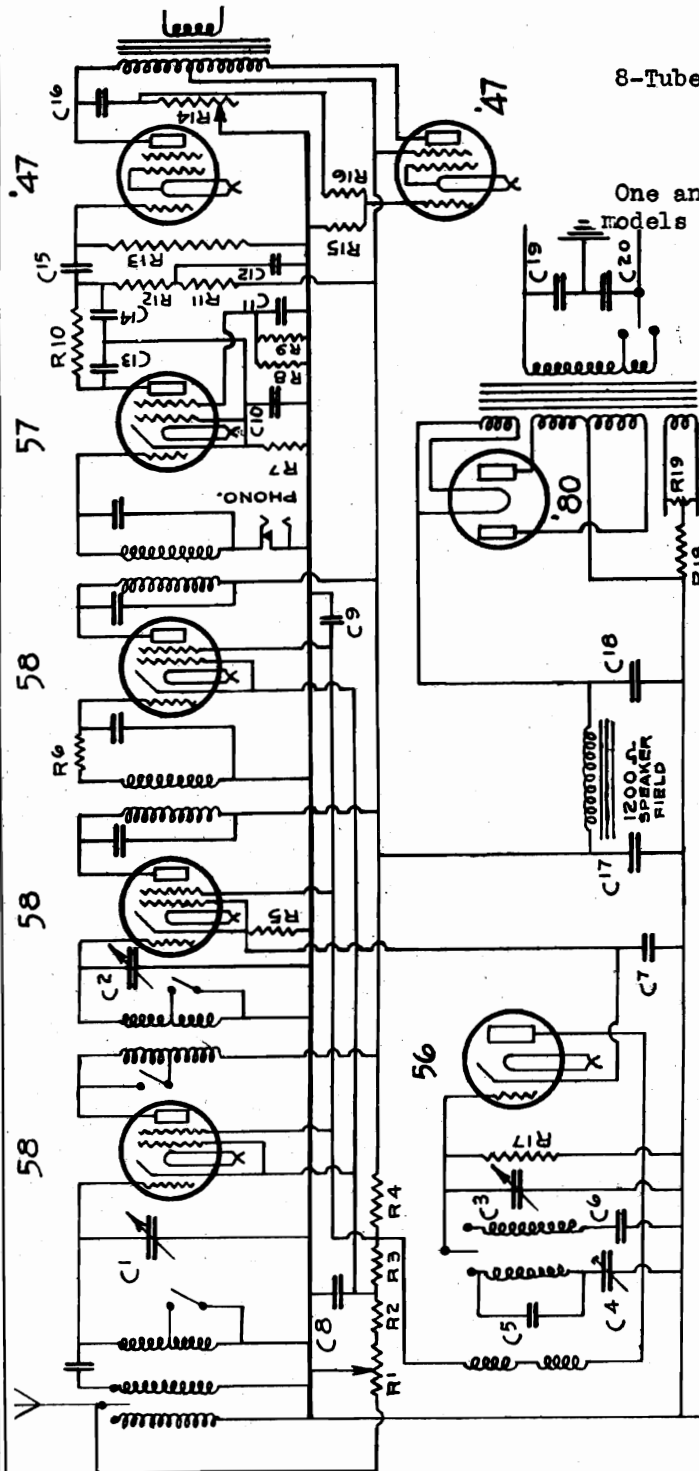 8-Tube
One an
models
58
58
58
57
'47
'47
56
'80
C1
C2
R5
R6
PHONO.
R7
C10
R8
R9
C11
C13
R10
C14
C15
R11
R12
C12
R13
C16
R14
R15
R16
C9
C8
R1
R2
R3
R4
C5
C4
C6
C3
R17
C7
C17
1200Ω
SPEAKER
FIELD
C18
R19
C19
C20